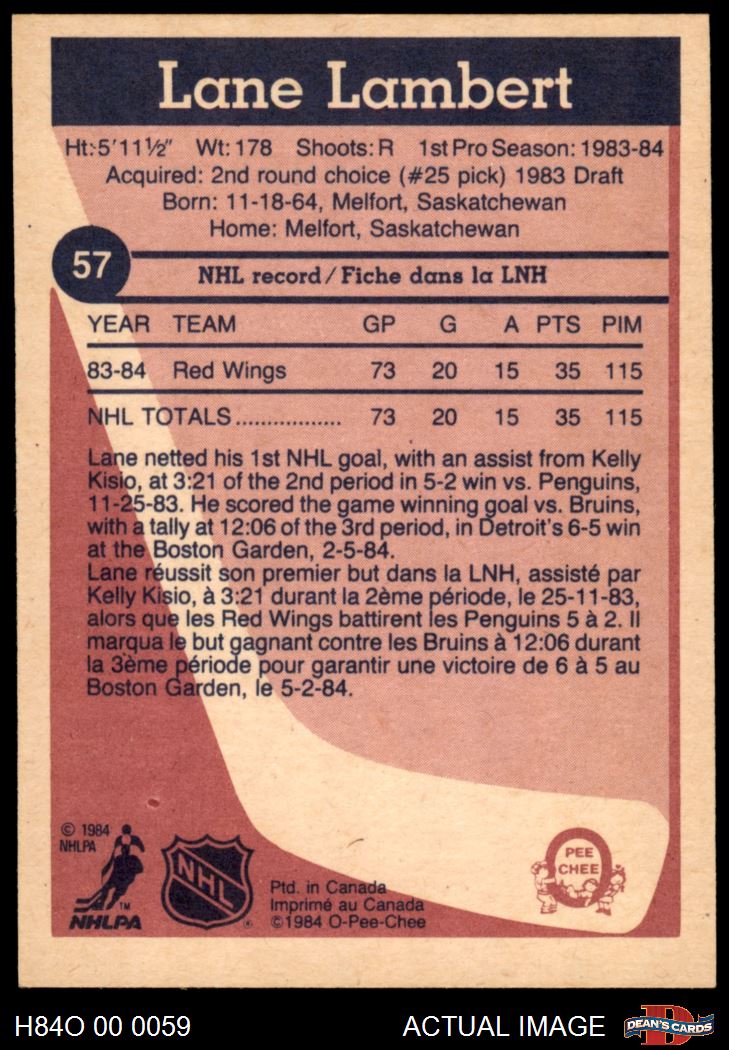 Lane Lambert
Ht:5'11½" Wt:178 Shoots:R 1st Pro Season: 1983-84
Acquired: 2nd round choice (#25 pick) 1983 Draft
Born: 11-18-64, Melfort, Saskatchewan
Home: Melfort, Saskatchewan
57
NHL record/Fiche dans la LNH
YEAR TEAM GP G A PTS PIM
83-84 Red Wings 73 20 15 35 115
NHL TOTALS................. 73 20 15 35 115
Lane netted his 1st NHL goal, with an assist from Kelly
Kisio, at 3:21 of the 2nd period in 5-2 win vs. Penguins,
11-25-83. He scored the game winning goal vs. Bruins,
with a tally at 12:06 of the 3rd period, in Detroit's 6-5 win
at the Boston Garden, 2-5-84.
Lane réussit son premier but dans la LNH, assisté par
Kelly Kisio, à 3:21 durant la 2ème période, le 25-11-83,
alors que les Red Wings battirent les Penguins 5 à 2. Il
marqua le but gagnant contre les Bruins à 12:06 durant
la 3ème période pour garantir une victoire de 6 à 5 au
Boston Garden, le 5-2-84.
© 1984
NHLPA
TM
NHLPA
NHL
®
Ptd. in Canada
Imprimé au Canada
©1984 O-Pee-Chee
O
PEE
CHEE
H84O 00 0059
ACTUAL IMAGE
D
DEAN'S CARDS